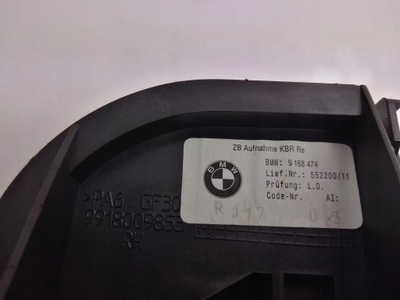 ZB Aufnahme KBR Re
BMW
BMW: 9 168 474
Lief.Nr.: 552200/11
Prüfung: i.O.
Code-Nr. AI:
>PA6 GF30
9918009853
RH